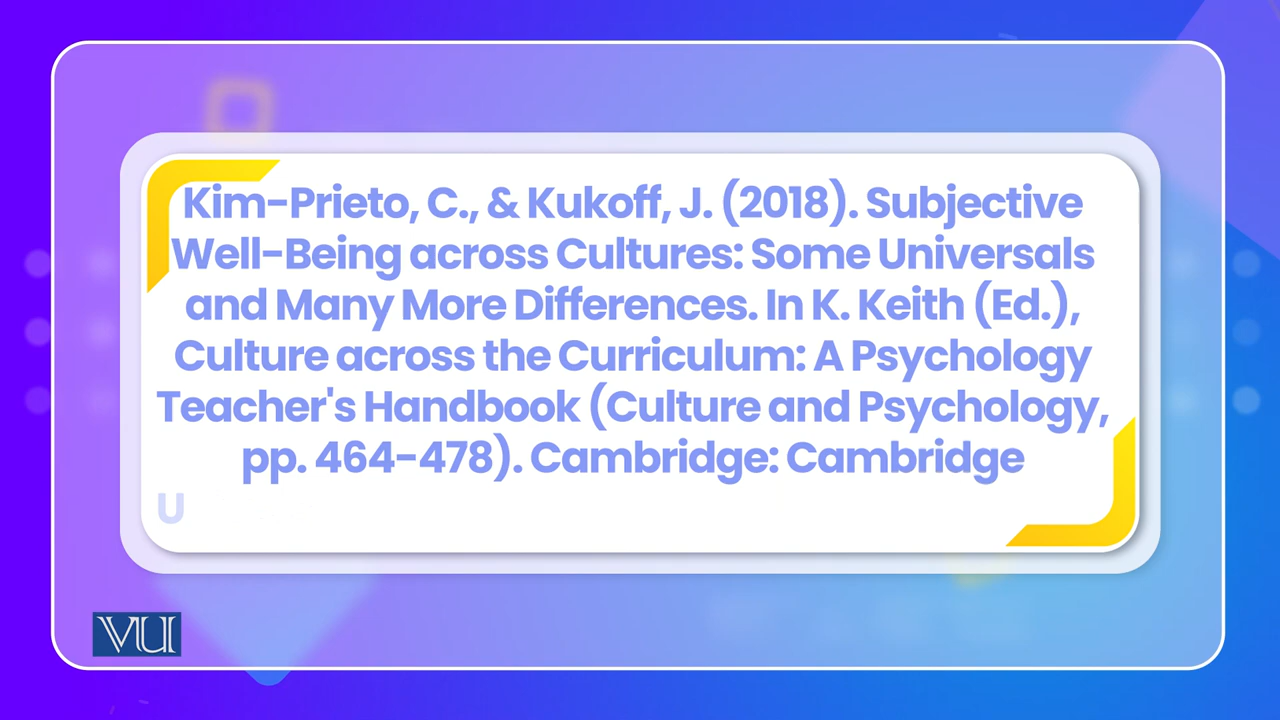 Kim-Prieto, C., & Kukoff, J. (2018). Subjective
Well-Being across Cultures: Some Universals
and Many More Differences. In K. Keith (Ed.),
Culture across the Curriculum: A Psychology
Teacher's Handbook (Culture and Psychology,
pp. 464-478). Cambridge: Cambridge
U
VU